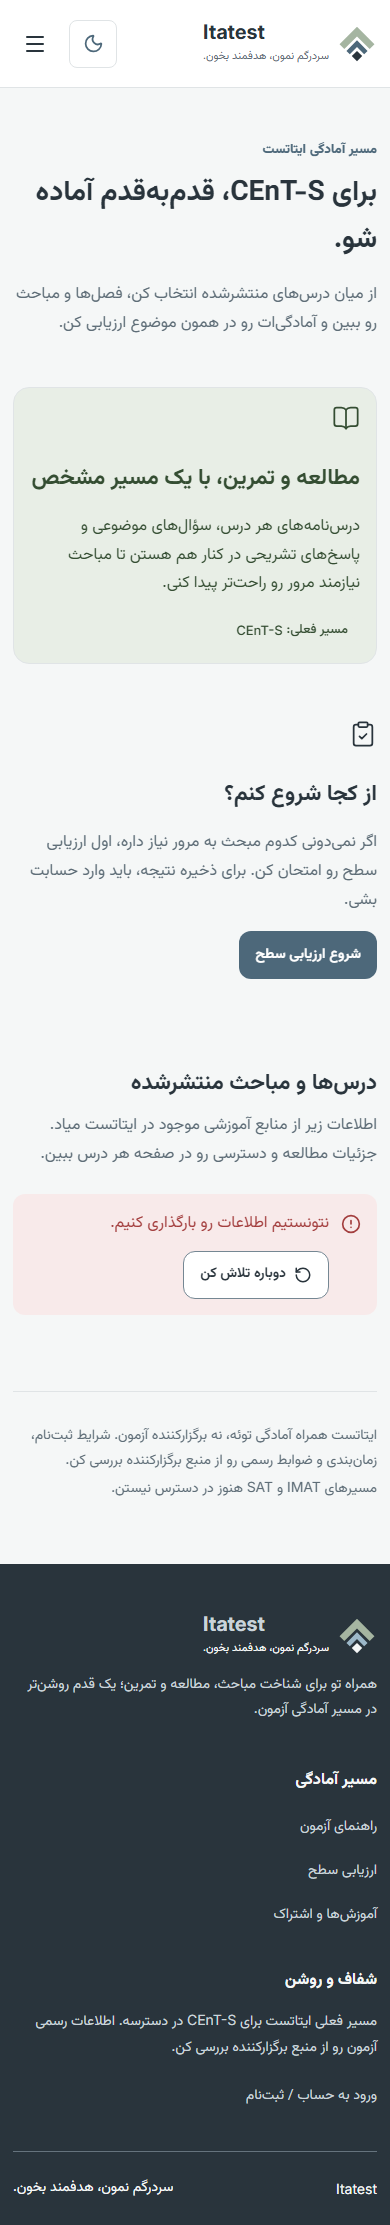 Itatest
سردرگم نمون، هدفمند بخون.
مسیر آمادگی ایتاتست
برای CEnT-S، قدم‌به‌قدم آماده
شو.
از میان درس‌های منتشرشده انتخاب کن، فصل‌ها و مباحث
رو ببین و آمادگی‌ات رو در همون موضوع ارزیابی کن.
مطالعه و تمرین، با یک مسیر مشخص
درس‌نامه‌های هر درس، سؤال‌های موضوعی و
پاسخ‌های تشریحی در کنار هم هستن تا مباحث
نیازمند مرور رو راحت‌تر پیدا کنی.
مسیر فعلی: CEnT-S
از کجا شروع کنم؟
اگر نمی‌دونی کدوم مبحث به مرور نیاز داره، اول ارزیابی
سطح رو امتحان کن. برای ذخیره نتیجه، باید وارد حسابت
بشی.
شروع ارزیابی سطح
درس‌ها و مباحث منتشرشده
اطلاعات زیر از منابع آموزشی موجود در ایتاتست میاد.
جزئیات مطالعه و دسترسی رو در صفحه هر درس ببین.
نتونستیم اطلاعات رو بارگذاری کنیم.
دوباره تلاش کن
ایتاتست همراه آمادگی توئه، نه برگزارکننده آزمون. شرایط ثبت‌نام،
زمان‌بندی و ضوابط رسمی رو از منبع برگزارکننده بررسی کن.
مسیرهای IMAT و SAT هنوز در دسترس نیستن.
Itatest
سردرگم نمون، هدفمند بخون.
همراه تو برای شناخت مباحث، مطالعه و تمرین؛ یک قدم روشن‌تر
در مسیر آمادگی آزمون.
مسیر آمادگی
راهنمای آزمون
ارزیابی سطح
آموزش‌ها و اشتراک
شفاف و روشن
مسیر فعلی ایتاتست برای CEnT-S در دسترسه. اطلاعات رسمی
آزمون رو از منبع برگزارکننده بررسی کن.
ورود به حساب / ثبت‌نام
Itatest
سردرگم نمون، هدفمند بخون.